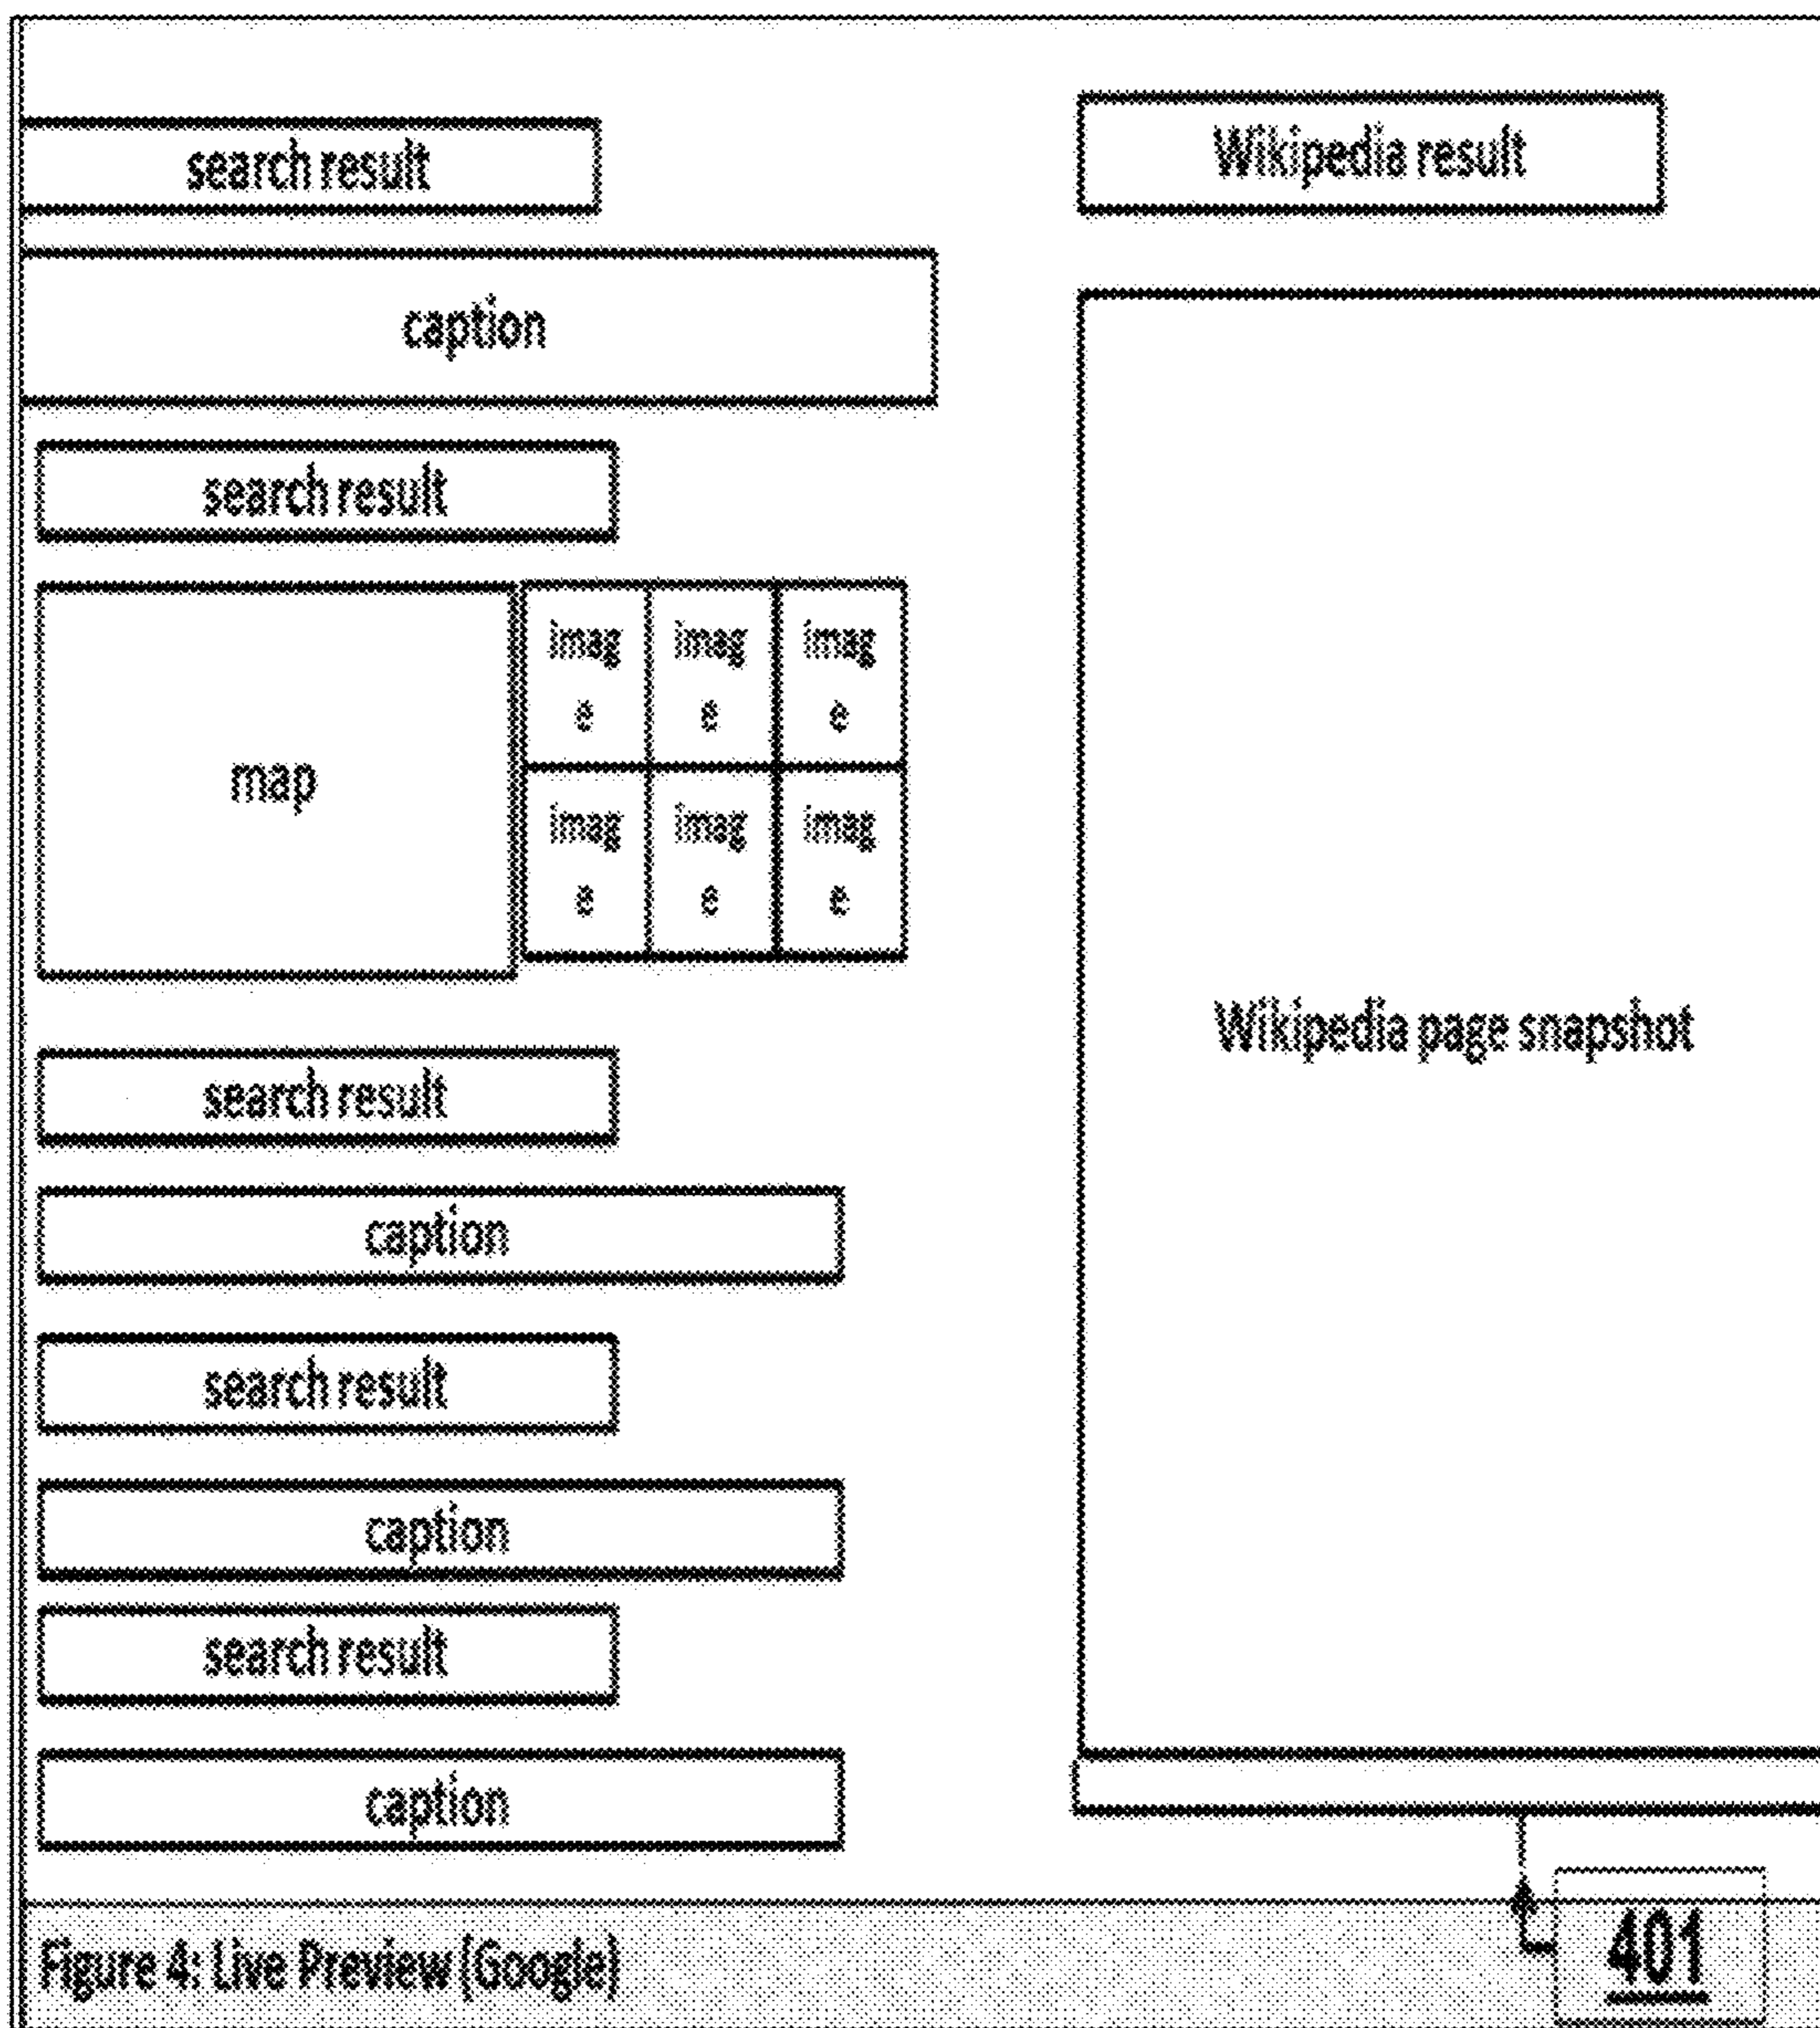 search result
caption
search result
map
imag
e
imag
e
imag
e
imag
e
imag
e
imag
e
search result
caption
search result
caption
search result
caption
Wikipedia result
Wikipedia page snapshot
Figure 4: Live Preview (Google)
401